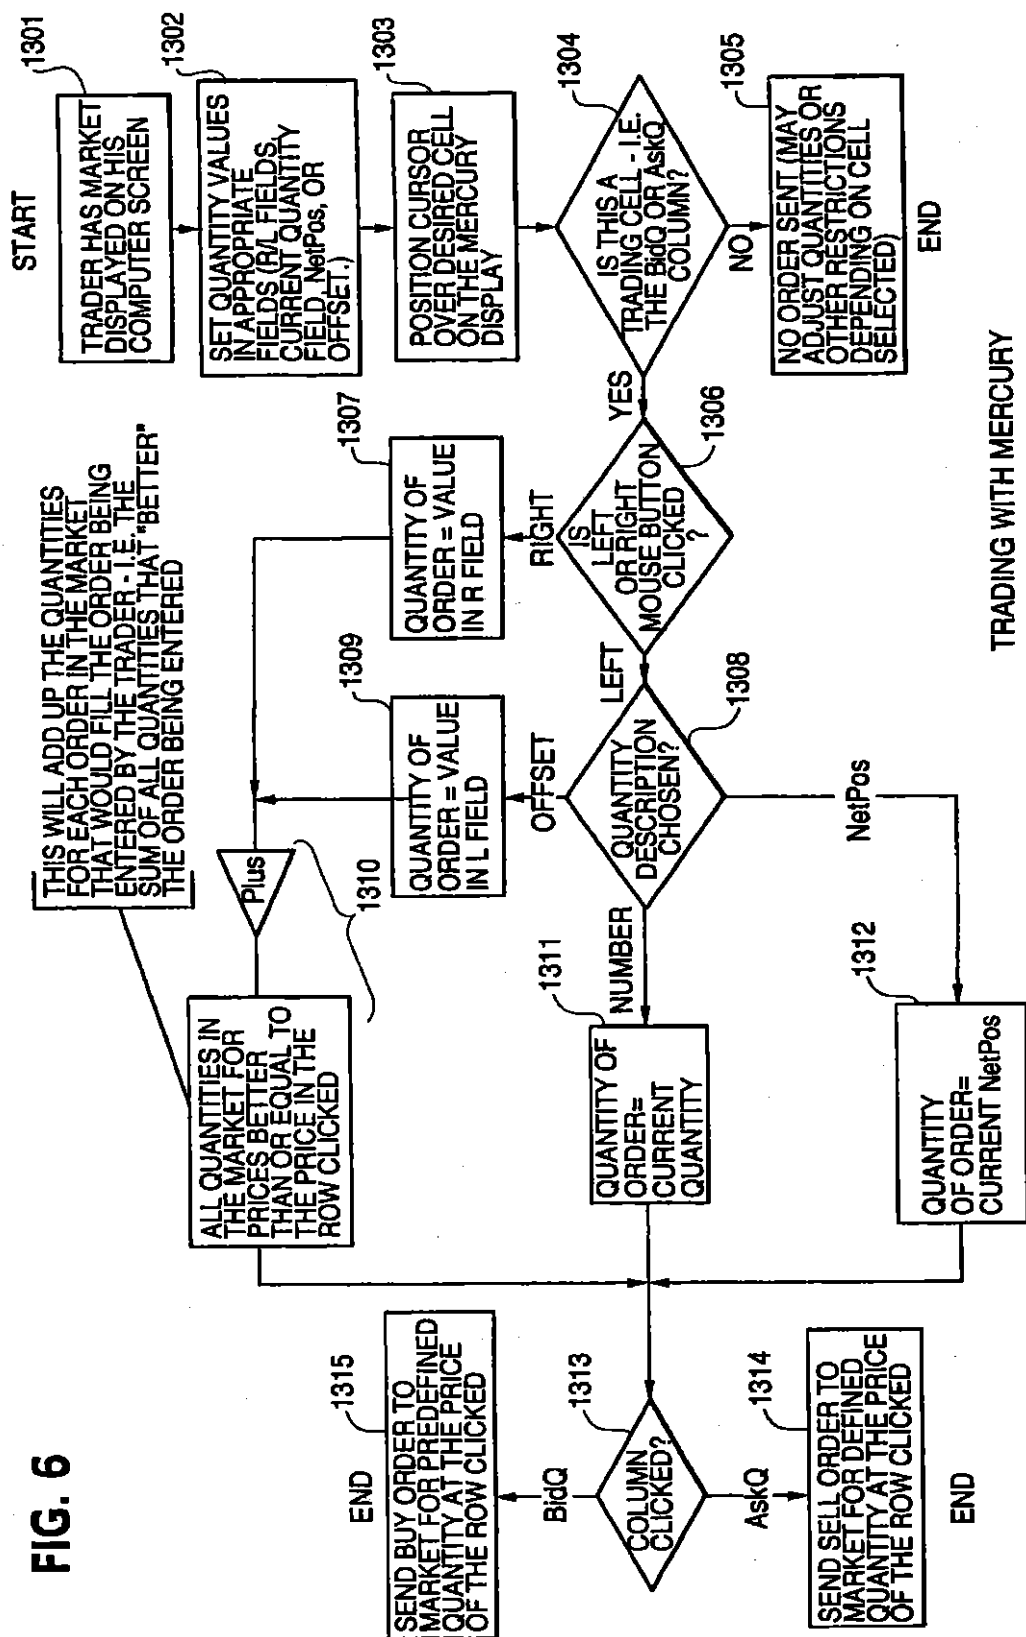 START
1301
TRADER HAS MARKET
DISPLAYED ON HIS
COMPUTER SCREEN
1302
SET QUANTITY VALUES
IN APPROPRIATE
FIELDS (R/L FIELDS,
CURRENT QUANTITY
FIELD, NetPos, OR
OFFSET.)
1303
POSITION CURSOR
OVER DESIRED CELL
ON THE MERCURY
DISPLAY
1304
IS THIS A
TRADING CELL - I.E.
THE BidQ OR AskQ
COLUMN?
NO
1305
NO ORDER SENT (MAY
ADJUST QUANTITIES OR
OTHER RESTRICTIONS
DEPENDING ON CELL
SELECTED)
END
YES
1306
IS
LEFT
OR RIGHT
MOUSE BUTTON
CLICKED
?
RIGHT
1307
QUANTITY OF
ORDER = VALUE
IN R FIELD
LEFT
1308
QUANTITY
DESCRIPTION
CHOSEN?
OFFSET
1309
QUANTITY OF
ORDER = VALUE
IN L FIELD
Plus
1310
THIS WILL ADD UP THE QUANTITIES
FOR EACH ORDER IN THE MARKET
THAT WOULD FILL THE ORDER BEING
ENTERED BY THE TRADER - I.E. THE
SUM OF ALL QUANTITIES THAT "BETTER"
THE ORDER BEING ENTERED
ALL QUANTITIES IN
THE MARKET FOR
PRICES BETTER
THAN OR EQUAL TO
THE PRICE IN THE
ROW CLICKED
NUMBER
1311
QUANTITY OF
ORDER=
CURRENT
QUANTITY
NetPos
1312
QUANTITY
OF ORDER=
CURRENT NetPos
1313
COLUMN
CLICKED?
BidQ
1315
SEND BUY ORDER TO
MARKET FOR PREDEFINED
QUANTITY AT THE PRICE
OF THE ROW CLICKED
END
AskQ
1314
SEND SELL ORDER TO
MARKET FOR DEFINED
QUANTITY AT THE PRICE
OF THE ROW CLICKED
END
TRADING WITH MERCURY
FIG. 6